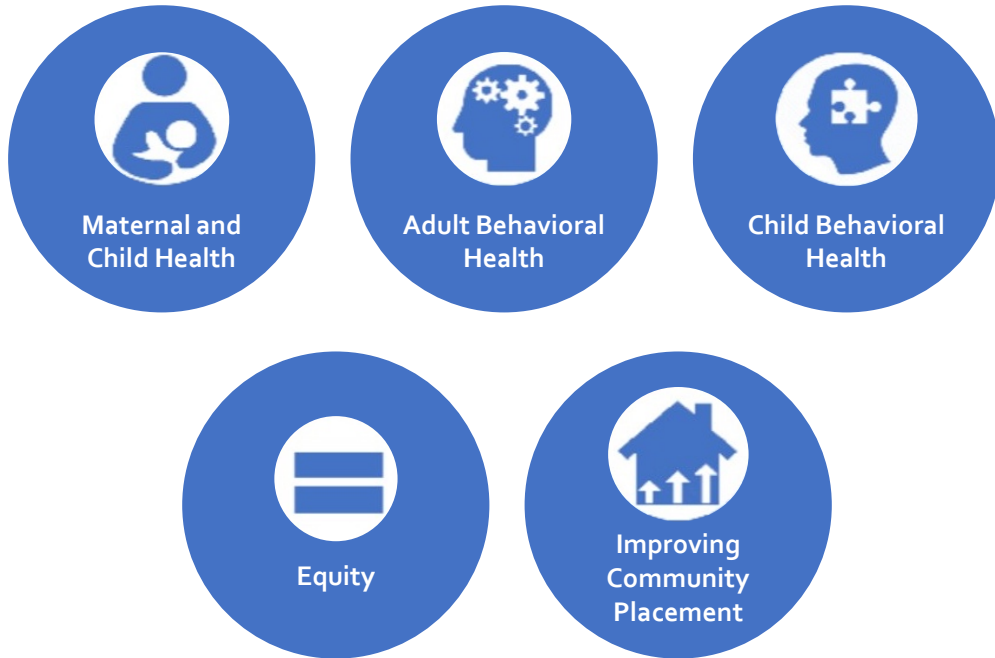 Maternal and
Child Health
Adult Behavioral
Health
Child Behavioral
Health
Equity
Improving
Community
Placement